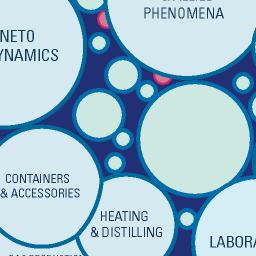 PHENOMENA
NETO
YNAMICS
CONTAINERS
& ACCESSORIES
HEATING
& DISTILLING
LABORA